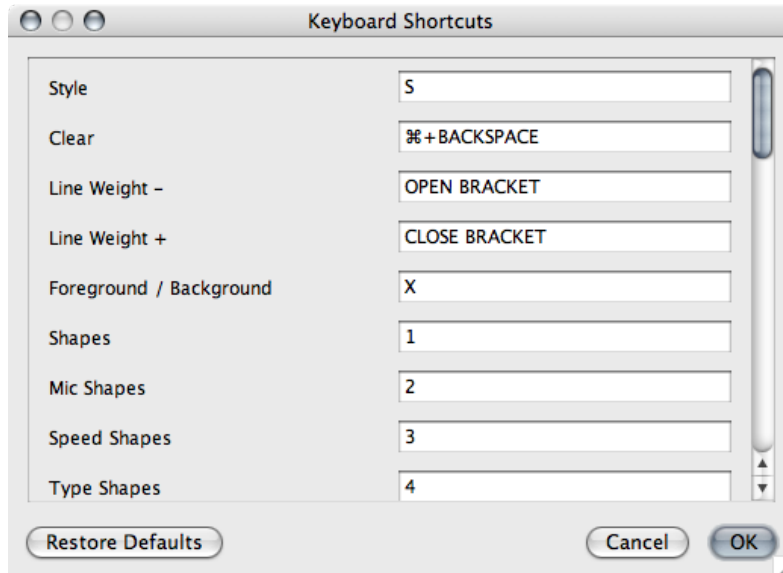 Keyboard Shortcuts
Style S
Clear ⌘+BACKSPACE
Line Weight – OPEN BRACKET
Line Weight + CLOSE BRACKET
Foreground / Background X
Shapes 1
Mic Shapes 2
Speed Shapes 3
Type Shapes 4
Restore Defaults Cancel OK